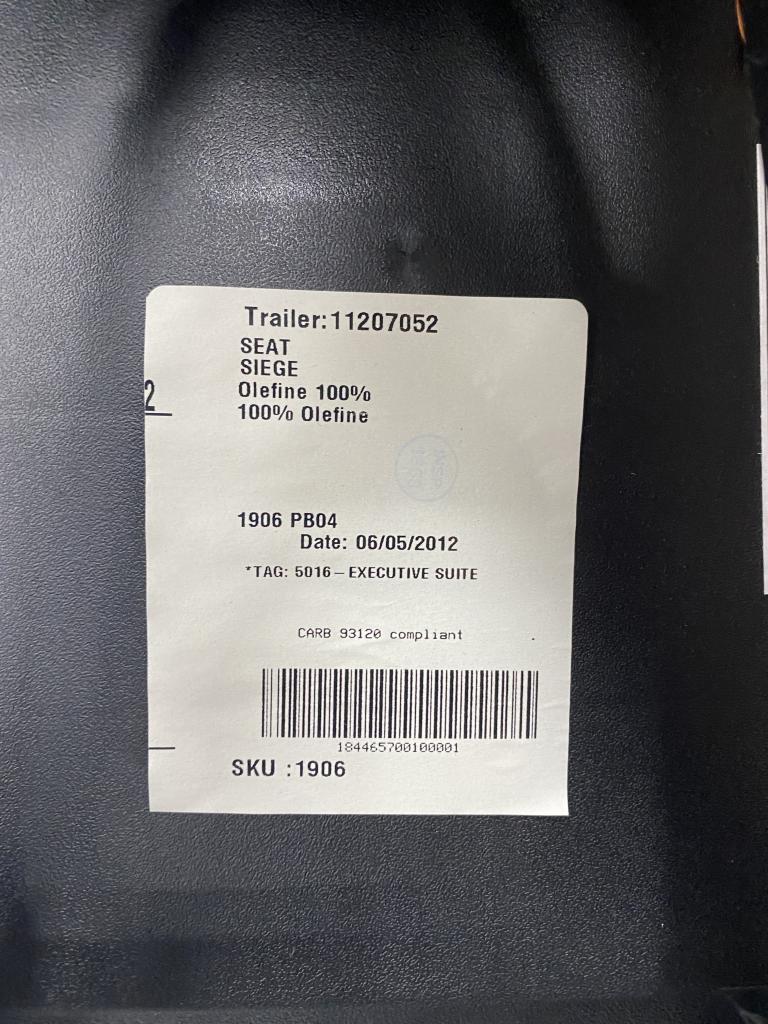 Trailer:11207052
SEAT
SIEGE
Olefine 100%
100% Olefine
2
1906 PB04
Date: 06/05/2012
*TAG: 5016 – EXECUTIVE SUITE
CARB 93120 compliant
184465700100001
SKU :1906